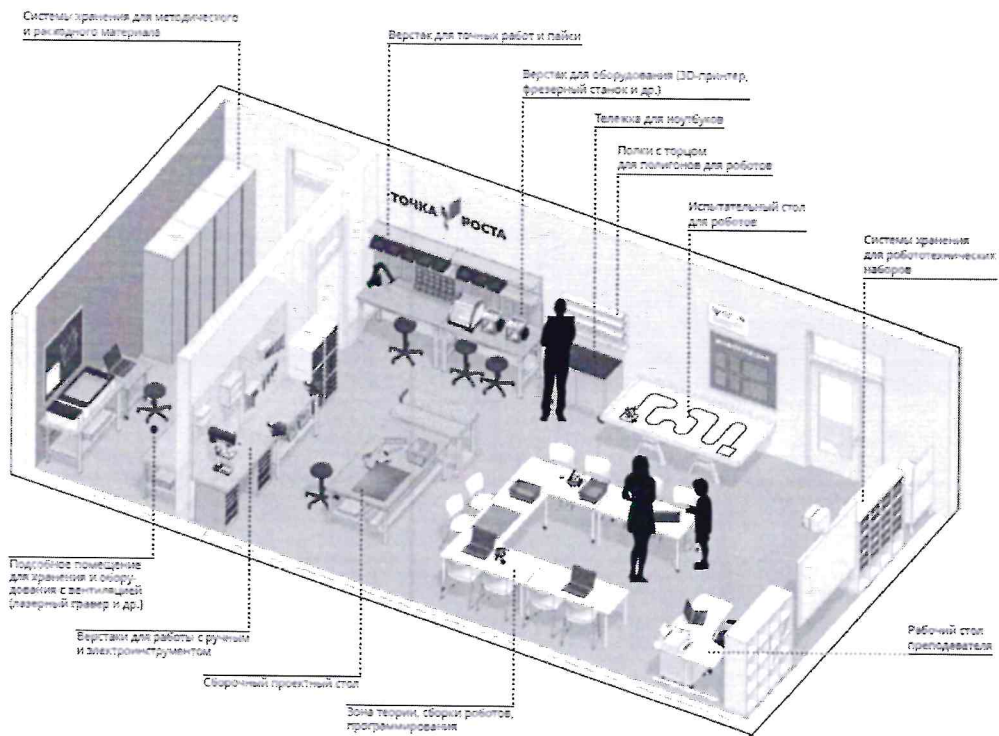 Системы хранения для методического
и расходного материала
Верстак для точных работ и пайки
Верстак для оборудования (3D-принтер,
фрезерный станок и др.)
Тележка для ноутбуков
Полки с торцом
для полигонов для роботов
Испытательный стол
для роботов
Системы хранения
для робототехнических
наборов
ТОЧКА РОСТА
Подсобное помещение
для хранения и обору-
дования с вентиляцией
(лазерный гравер и др.)
Верстаки для работы с ручным
и электроинструментом
Сборочный проектный стол
Зона теории, сборки роботов,
программирования
Рабочий стол
преподавателя